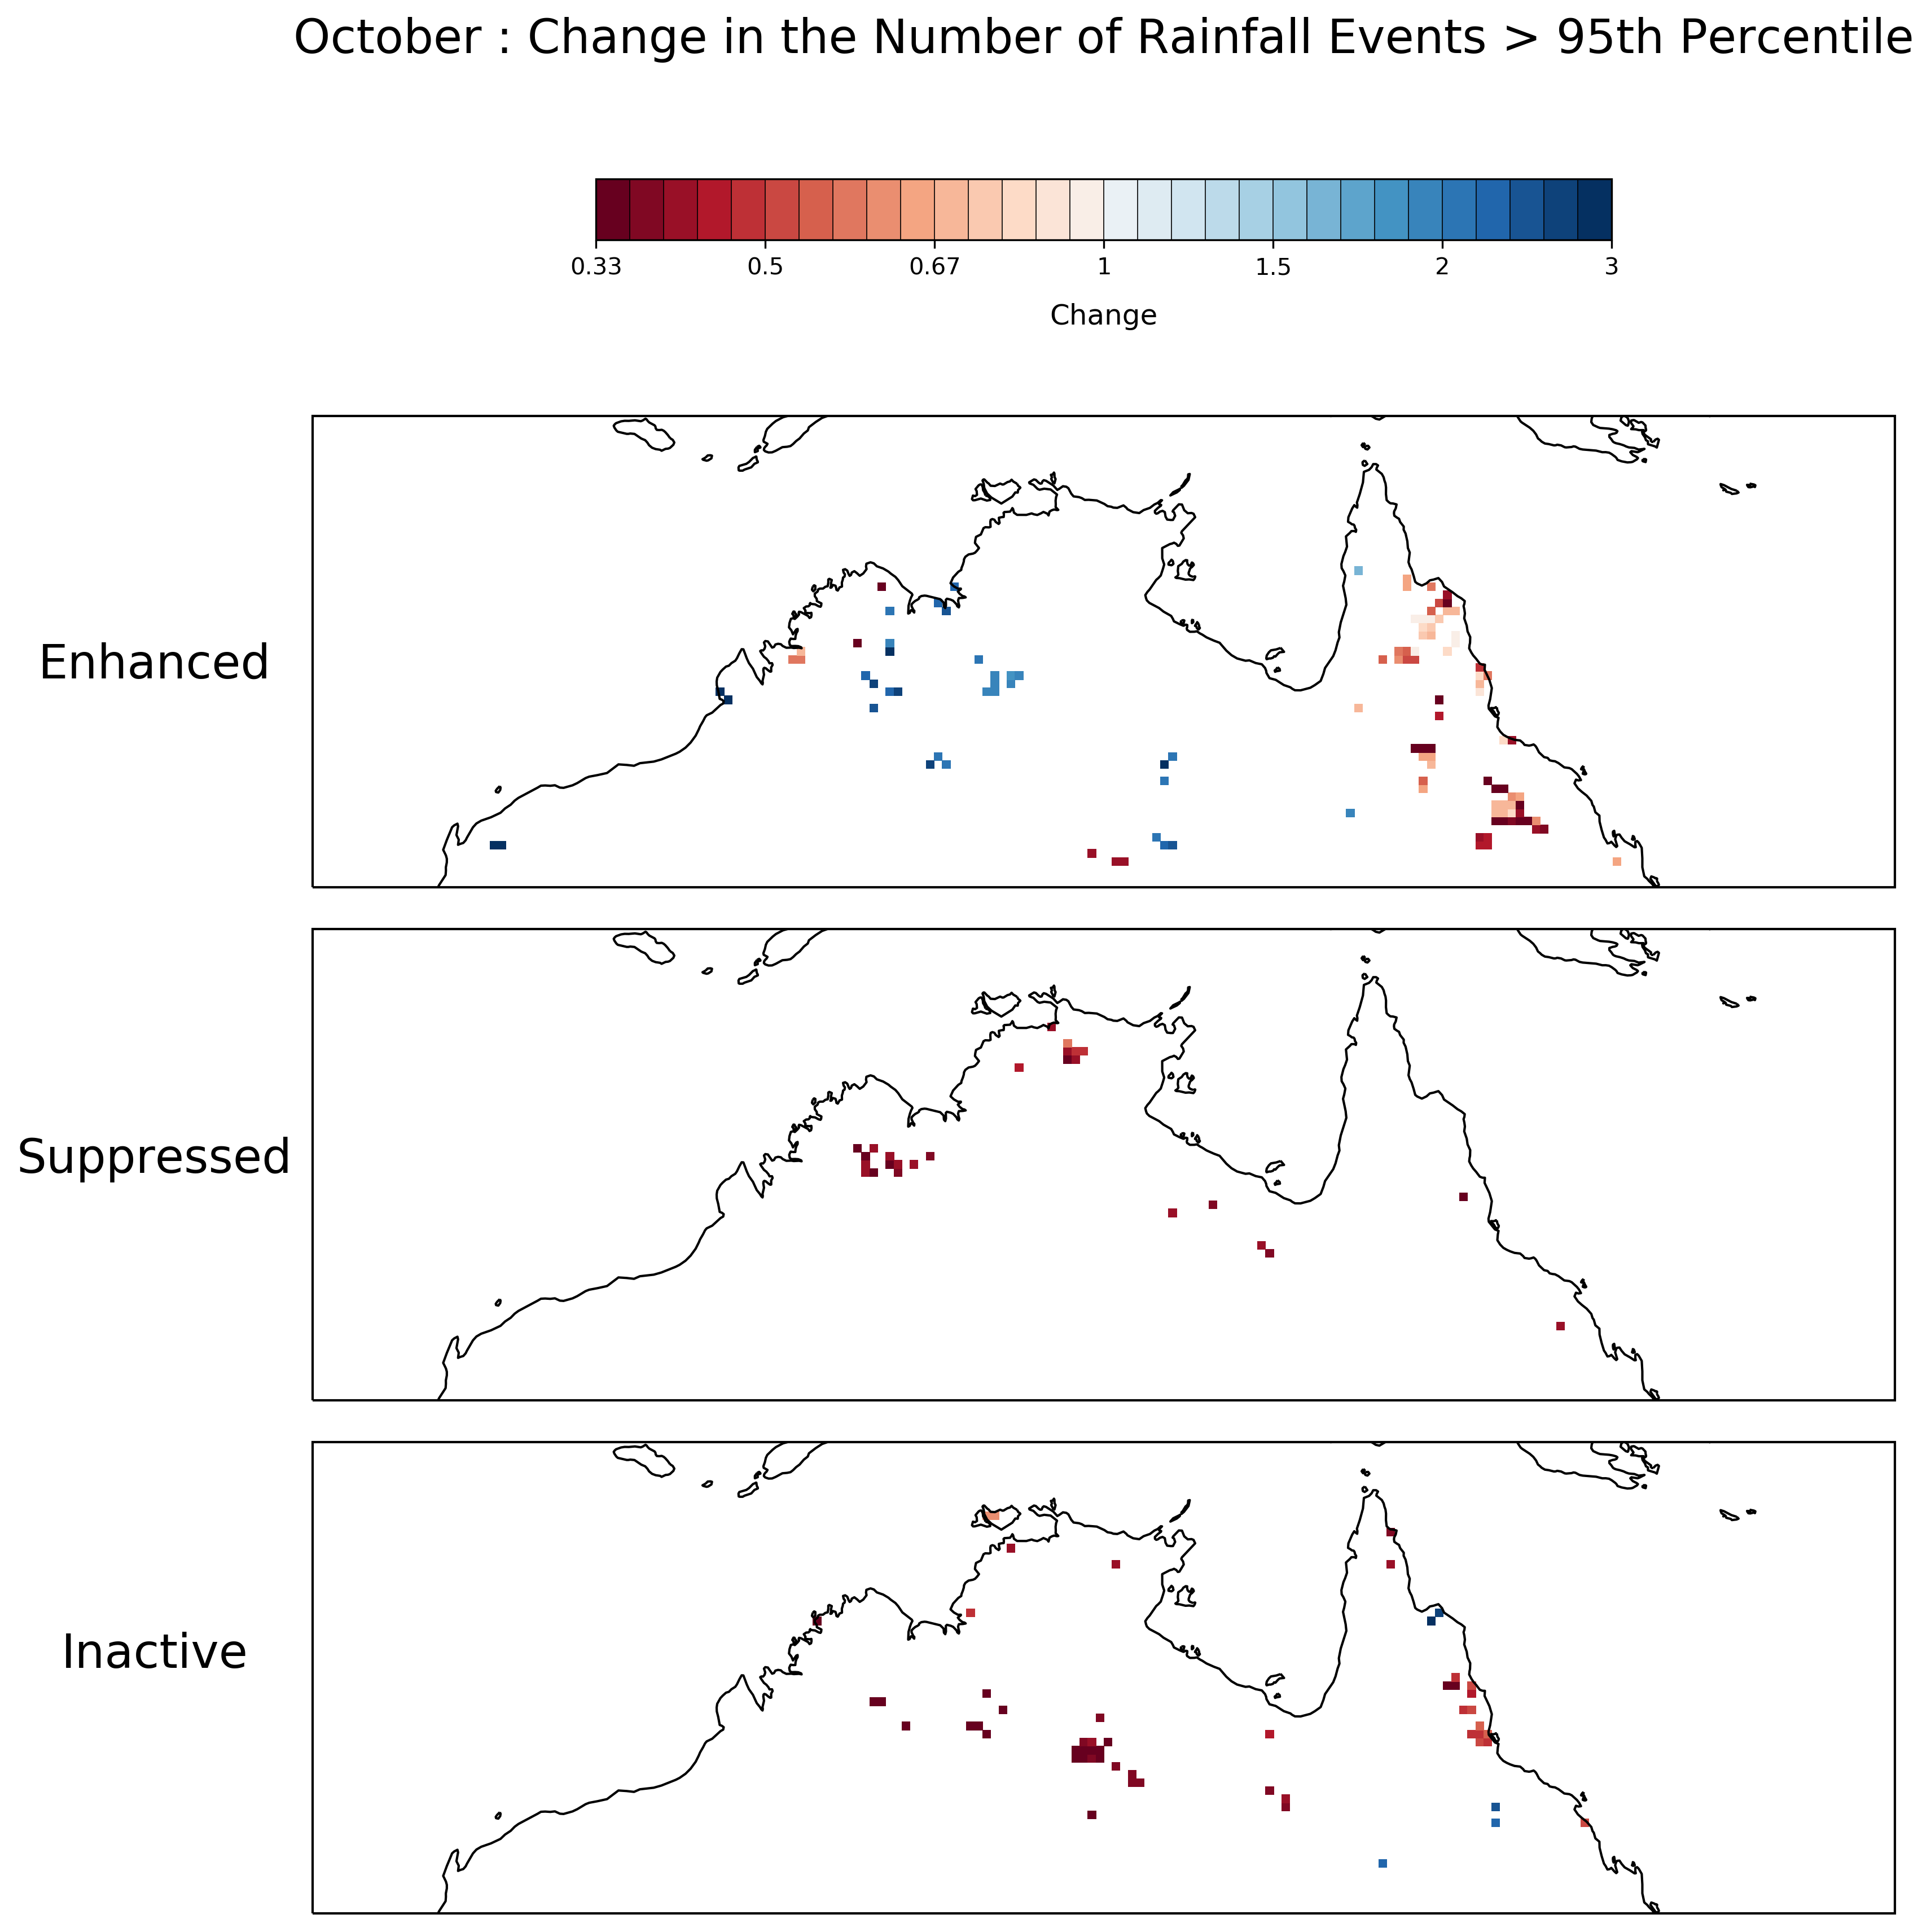 October : Change in the Number of Rainfall Events > 95th Percentile
0.33 0.5 0.67 1 1.5 2 3
Change
Enhanced
Suppressed
Inactive